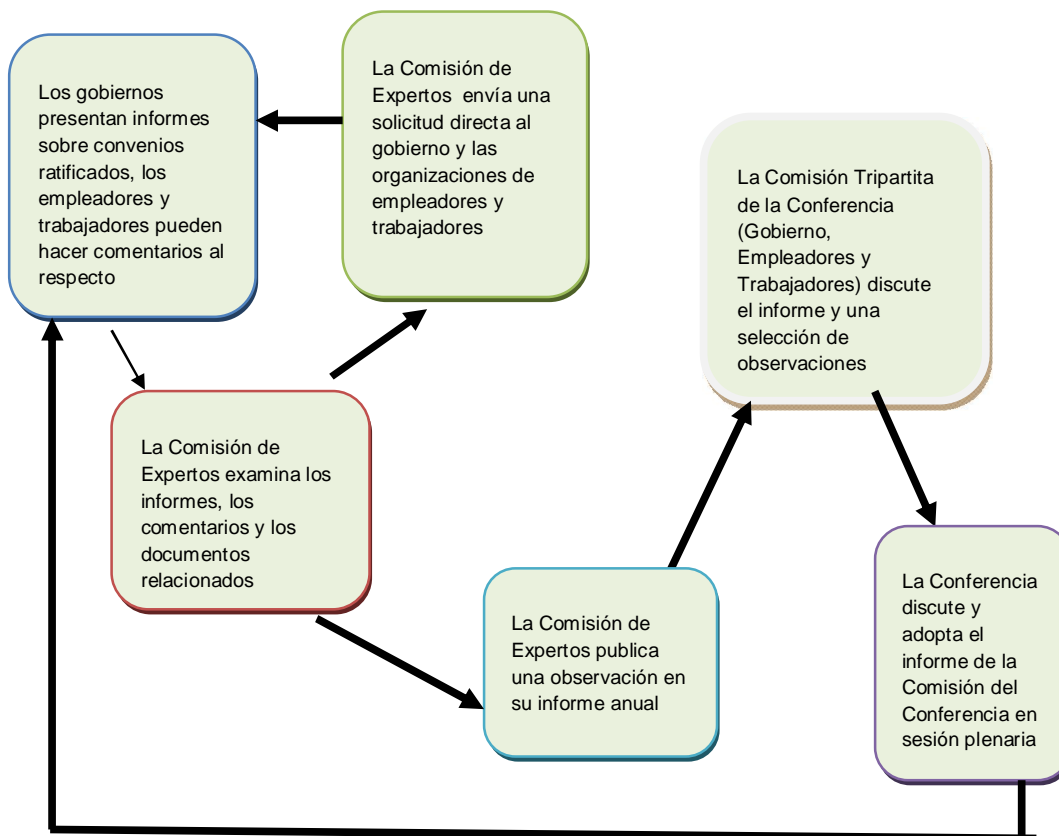 Los gobiernos
presentan informes
sobre convenios
ratificados, los
empleadores y
trabajadores pueden
hacer comentarios al
respecto
La Comisión de
Expertos envía una
solicitud directa al
gobierno y las
organizaciones de
empleadores y
trabajadores
La Comisión de
Expertos examina los
informes, los
comentarios y los
documentos
relacionados
La Comisión de
Expertos publica
una observación en
su informe anual
La Comisión Tripartita
de la Conferencia
(Gobierno,
Empleadores y
Trabajadores) discute
el informe y una
selección de
observaciones
La Conferencia
discute y
adopta el
informe de la
Comisión del
Conferencia en
sesión plenaria